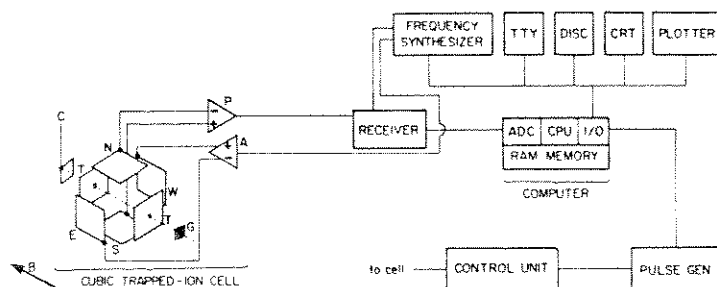 FREQUENCY
SYNTHESIZER
TTY
DISC
CRT
PLOTTER
C
P
−
+
RECEIVER
ADC
CPU
I/O
RAM MEMORY
COMPUTER
N
A
+
−
T
W
T
G
E
S
B
CUBIC TRAPPED-ION CELL
to cell
CONTROL UNIT
PULSE GEN